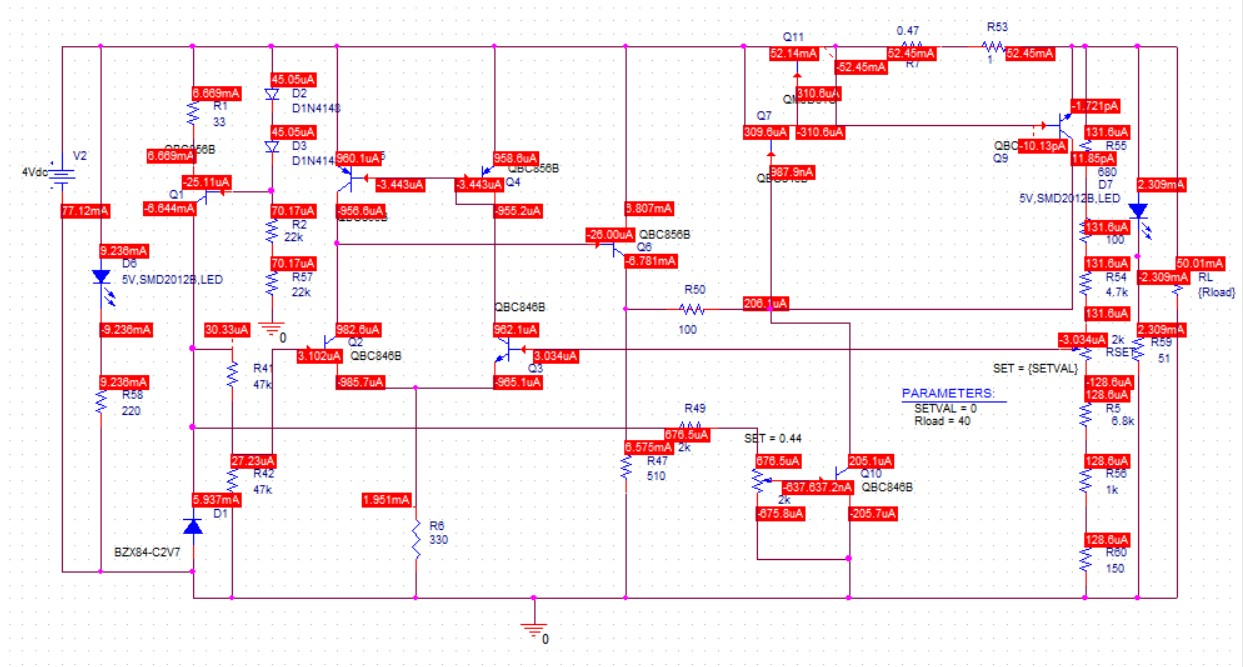 Q11
0.47
R53
52.14mA
52.45mA
52.45mA
-52.45mA
R7
1
45.05uA
D2
D1N4148
6.669mA
R1
33
310.6uA
Q7
-1.721pA
309.6uA
-310.6uA
45.05uA
D3
131.6uA
R55
QBC
-10.13pA
Q9
11.85pA
680
V2
4Vdc
6.669mA
960.1uA
958.6uA
QBC856B
Q4
987.9nA
D7
5V,SMD2012B,LED
-25.11uA
Q1
-3.443uA
-3.443uA
2.309mA
77.12mA
-6.644mA
70.17uA
R2
22k
-956.6uA
-955.2uA
6.807mA
131.6uA
100
-26.00uA
QBC856B
Q6
-6.781mA
9.236mA
D6
5V,SMD2012B,LED
70.17uA
R57
22k
131.6uA
R54
4.7k
50.01mA
-2.309mA
RL
{Rload}
R50
100
206.1uA
QBC846B
131.6uA
-9.236mA
30.33uA
0
982.6uA
Q2
3.102uA
QBC846B
962.1uA
3.034uA
Q3
-3.034uA
2k
RSET
2.309mA
R59
51
R41
47k
-985.7uA
-965.1uA
SET = {SETVAL}
9.236mA
R58
220
-128.6uA
128.6uA
R5
6.8k
PARAMETERS:
SETVAL = 0
Rload = 40
R49
676.5uA
2k
SET = 0.44
27.23uA
R42
47k
6.575mA
R47
510
676.5uA
205.1uA
Q10
QBC846B
128.6uA
R56
1k
5.937mA
D1
1.951mA
2k
-675.8uA
-205.7uA
R6
330
BZX84-C2V7
128.6uA
R60
150
0